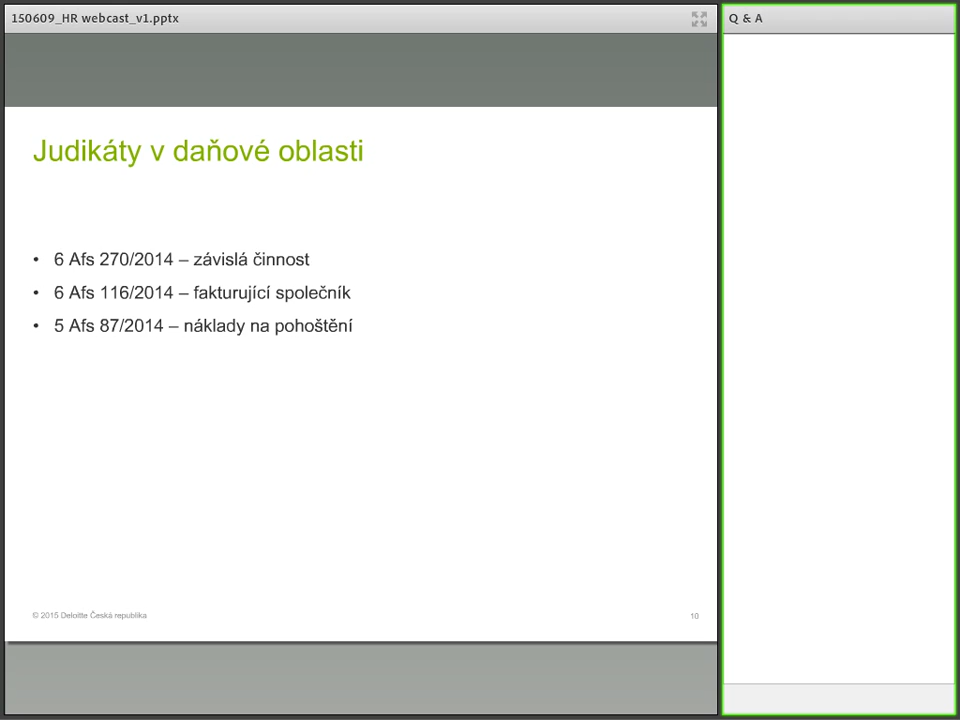 150609_HR webcast_v1.pptx
Q & A
Judikáty v daňové oblasti
• 6 Afs 270/2014 – závislá činnost
• 6 Afs 116/2014 – fakturující společník
• 5 Afs 87/2014 – náklady na pohoštění
© 2015 Deloitte Česká republika
10